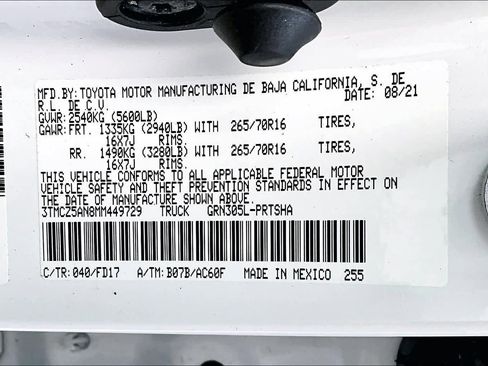 MFD.BY:TOYOTA MOTOR MANUFACTURING DE BAJA CALIFORNIA, S. DE
R.L. DE C.V. DATE: 08/21
GVWR:2540KG (5600LB)
GAWR:FRT. 1335KG (2940LB) WITH 265/70R16 TIRES,
16X7J RIMS.
RR. 1490KG (3280LB) WITH 265/70R16 TIRES,
16X7J RIMS.
THIS VEHICLE CONFORMS TO ALL APPLICABLE FEDERAL MOTOR
VEHICLE SAFETY AND THEFT PREVENTION STANDARDS IN EFFECT ON
THE DATE OF MANUFACTURE SHOWN ABOVE.
3TMCZ5AN8MM449729 TRUCK GRN305L-PRTSHA
C/TR: 040/FD17 A/TM: B07B/AC60F MADE IN MEXICO 255